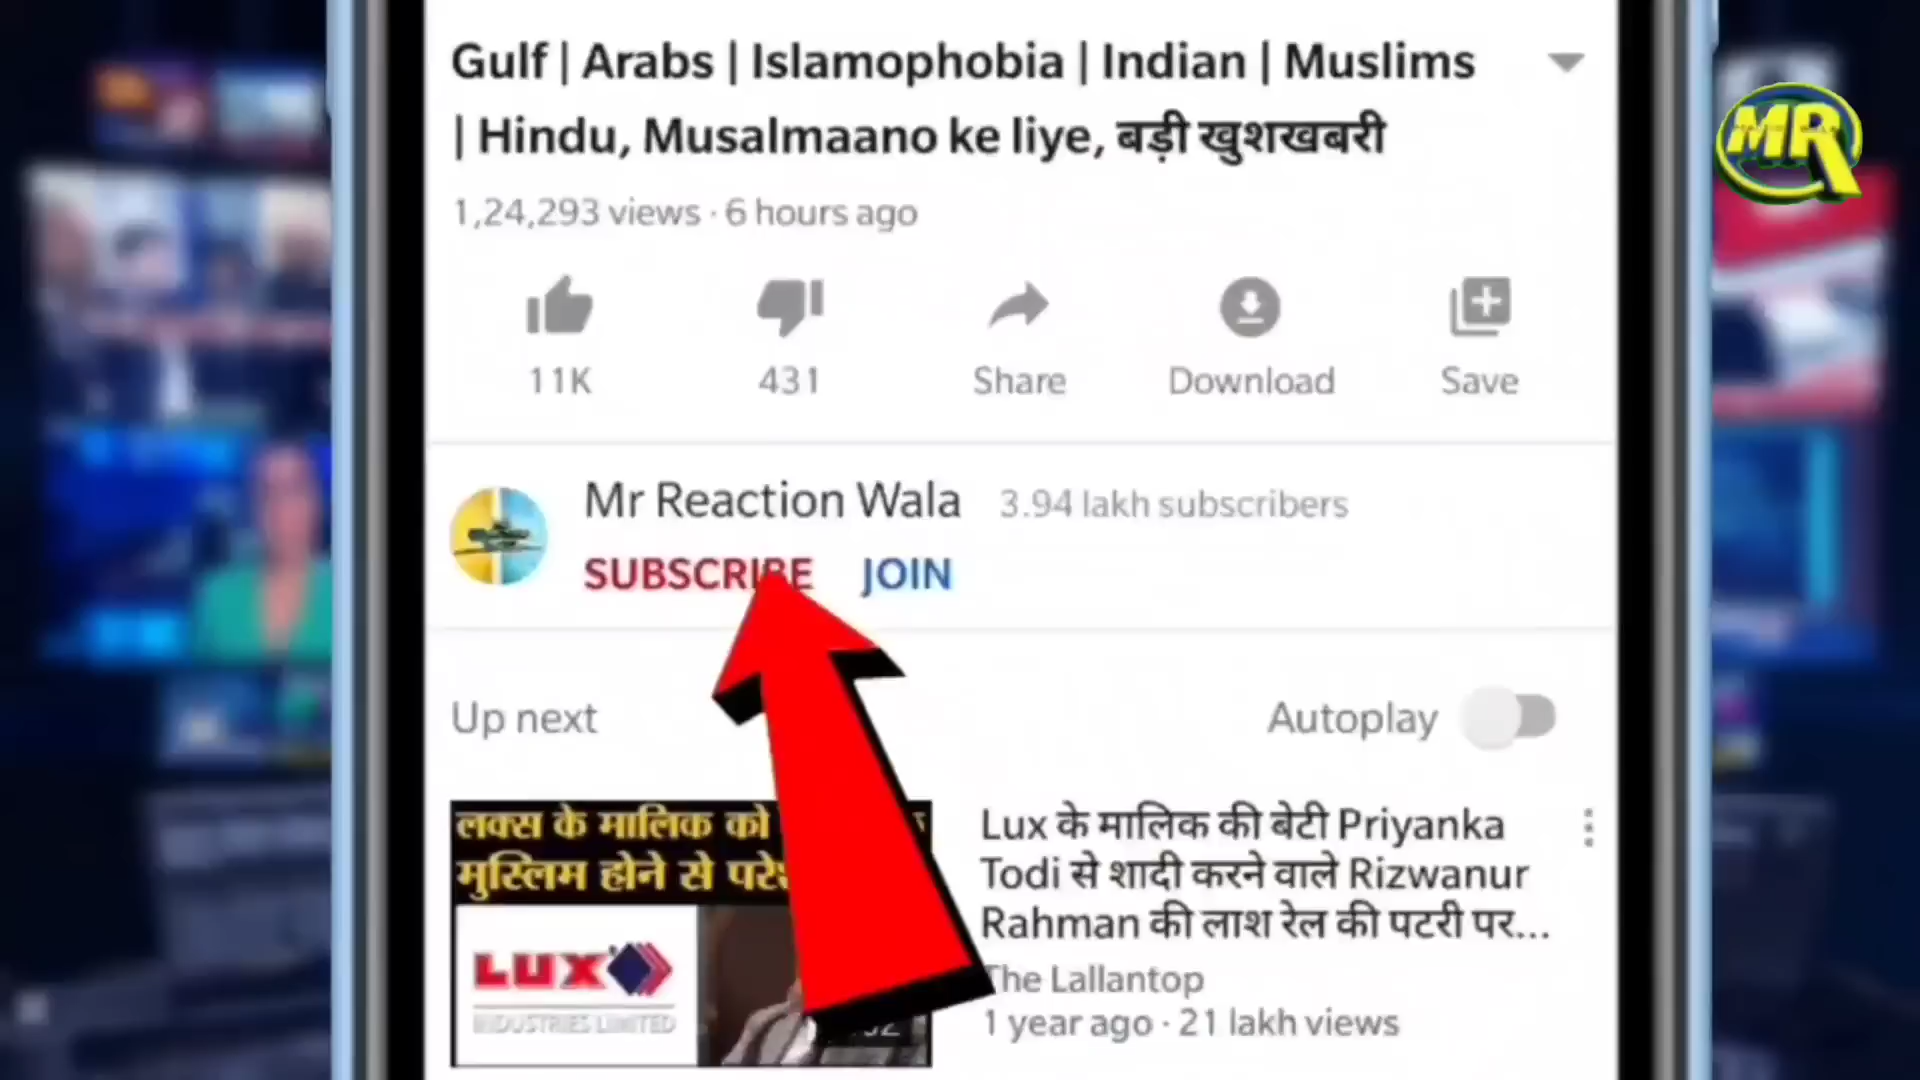 Gulf | Arabs | Islamophobia | Indian | Muslims
| Hindu, Musalmaano ke liye, बड़ी खुशखबरी
MR
1,24,293 views · 6 hours ago
11K
431
Share
Download
Save
Mr Reaction Wala
3.94 lakh subscribers
SUBSCRIBE
JOIN
Up next
Autoplay
लक्स के मालिक को
मुस्लिम होने से
LUX
INDUSTRIES LIMITED
Lux के मालिक की बेटी Priyanka
Todi से शादी करने वाले Rizwanur
Rahman की लाश रेल की पटरी पर...
The Lallantop
1 year ago · 21 lakh views